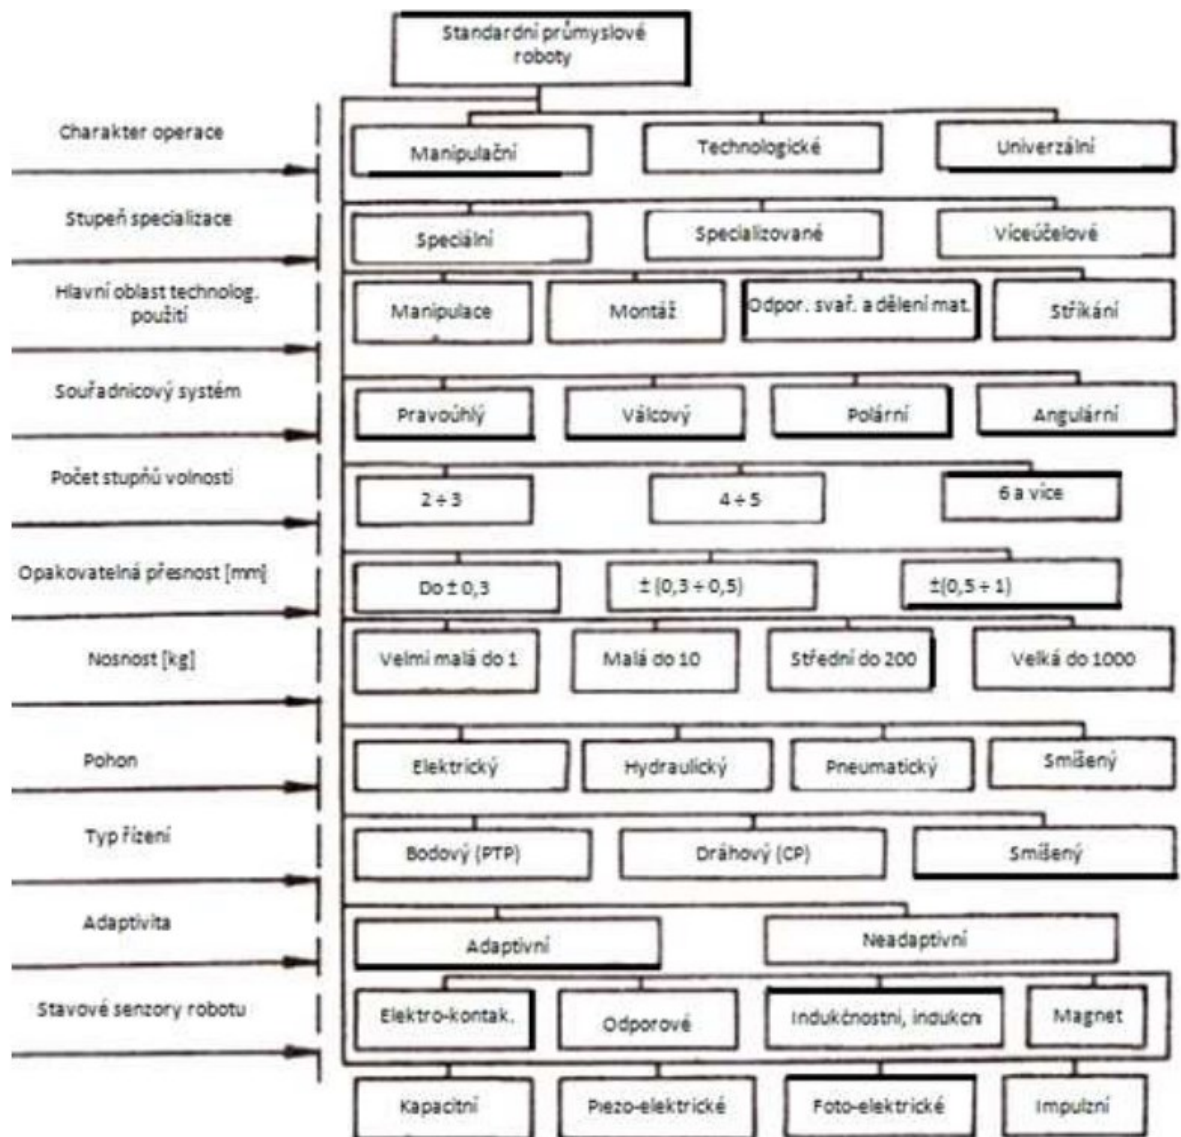 Standardní průmyslové
roboty
Charakter operace
Manipulační
Technologické
Univerzální
Stupeň specializace
Speciální
Specializované
Víceúčelové
Hlavní oblast technolog.
použití
Manipulace
Montáž
Odpor. svař. a dělení mat.
Stříkání
Souřadnicový systém
Pravoúhlý
Válcový
Polární
Angulární
Počet stupňů volnosti
2 ÷ 3
4 ÷ 5
6 a více
Opakovatelná přesnost [mm]
Do ± 0,3
± (0,3 ÷ 0,5)
±(0,5 ÷ 1)
Nosnost [kg]
Velmi malá do 1
Malá do 10
Střední do 200
Velká do 1000
Pohon
Elektrický
Hydraulický
Pneumatický
Smíšený
Typ řízení
Bodový (PTP)
Dráhový (CP)
Smíšený
Adaptivita
Adaptivní
Neadaptivní
Stavové senzory robotu
Elektro-kontak.
Odporové
Indukčnostni, indukcni
Magnet
Kapacitní
Piezo-elektrické
Foto-elektrické
Impulzní